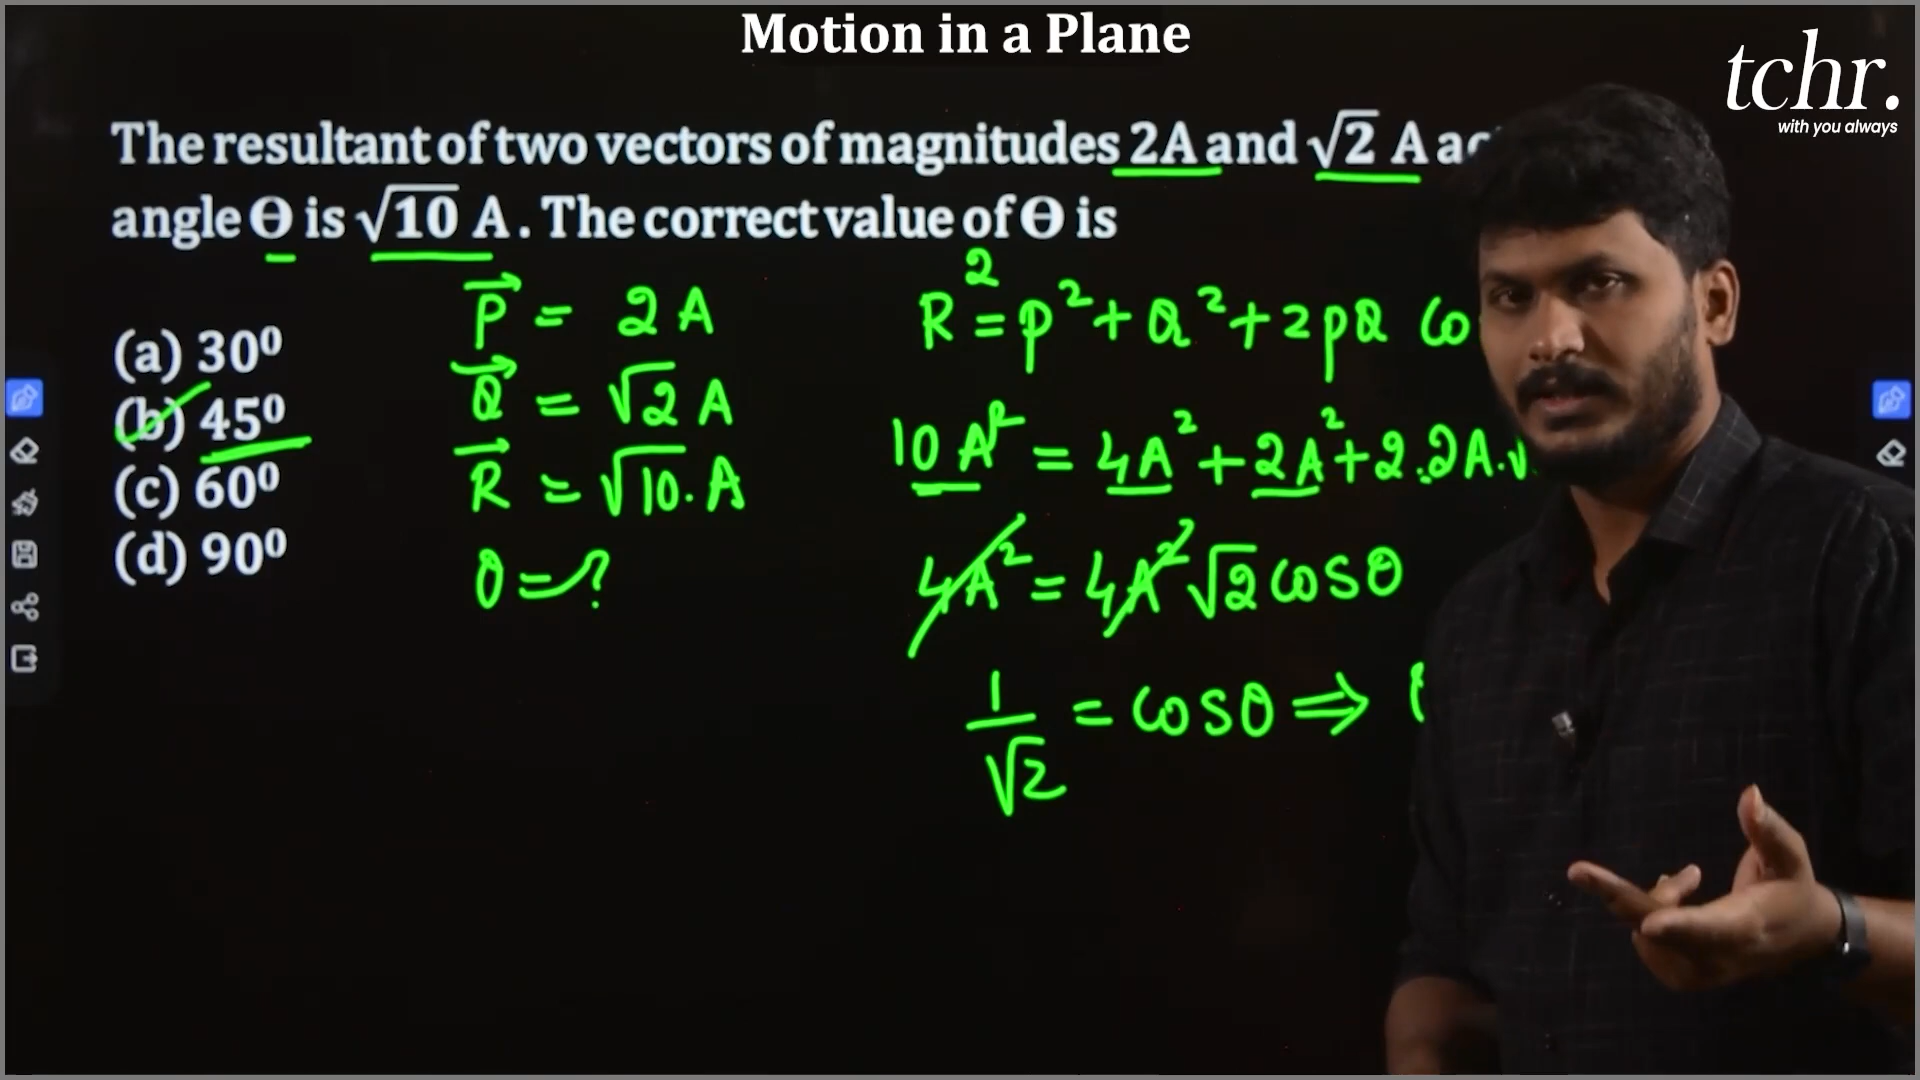 Motion in a Plane
tchr.
with you always
The resultant of two vectors of magnitudes 2A and √2 A
angle Θ is √10 A . The correct value of Θ is
(a) 30⁰
(b) 45⁰
(c) 60⁰
(d) 90⁰
P⃗ = 2A
Q⃗ = √2 A
R⃗ = √10. A
θ = ?
R² = P² + Q² + 2PQ
10A² = 4A² + 2A² + 2.2A.
4A² = 4A² √2 cosθ
1/√2 = cosθ ⇒